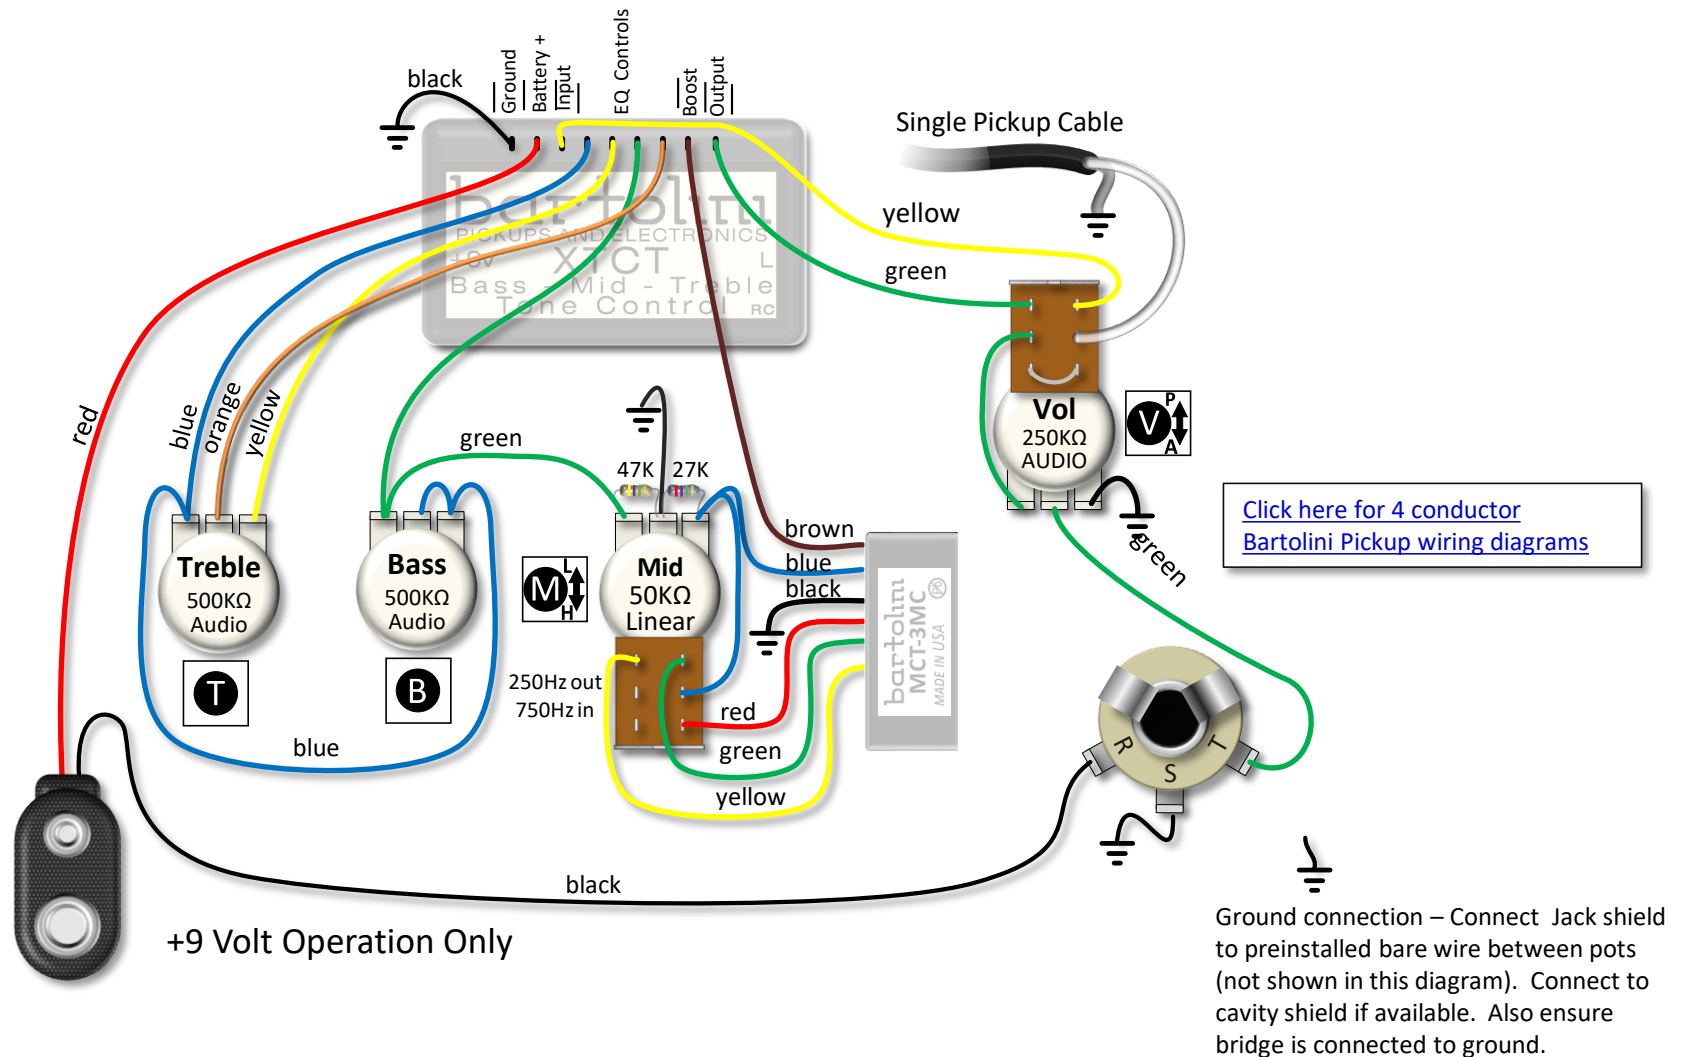 Ground
Battery +
Input
EQ Controls
Boost
Output
black
Single Pickup Cable
bartolini
PICKUPS AND ELECTRONICS
+9v XTCT L
Bass - Mid - Treble
Tone Control RC
yellow
green
red
blue
orange
yellow
green
47K
27K
Vol
250KΩ
AUDIO
V
P
A
Click here for 4 conductor
Bartolini Pickup wiring diagrams
Treble
500KΩ
Audio
T
Bass
500KΩ
Audio
B
M
L
H
Mid
50KΩ
Linear
250Hz out
750Hz in
brown
blue
black
bartolini
MCT-3MC
MADE IN USA
Pb
green
red
green
yellow
blue
R
S
T
black
+9 Volt Operation Only
Ground connection – Connect Jack shield
to preinstalled bare wire between pots
(not shown in this diagram). Connect to
cavity shield if available. Also ensure
bridge is connected to ground.